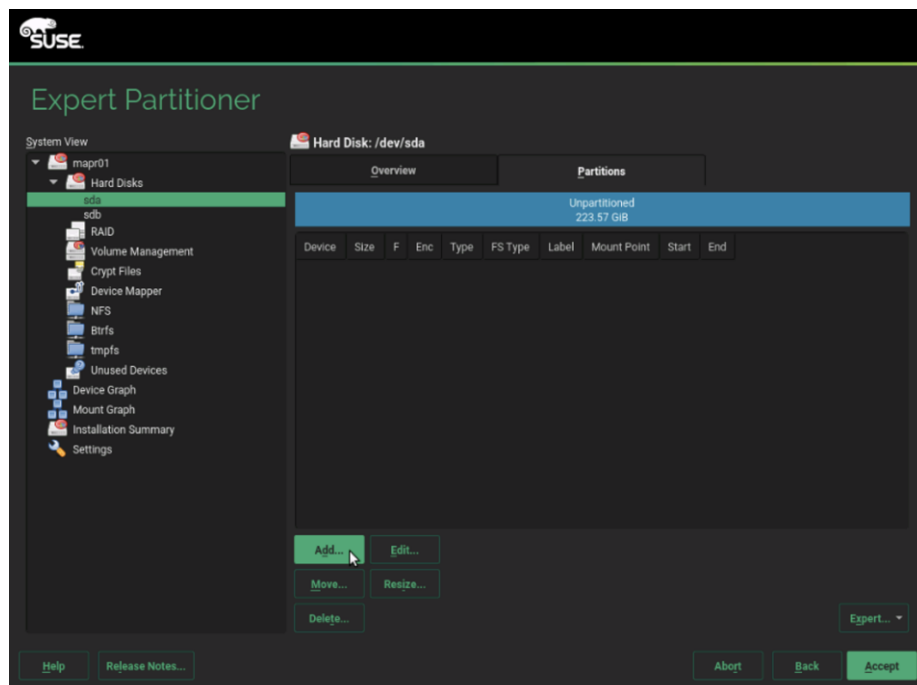 SUSE.
Expert Partitioner
System View
mapr01
Hard Disks
sda
sdb
RAID
Volume Management
Crypt Files
Device Mapper
NFS
Btrfs
tmpfs
Unused Devices
Device Graph
Mount Graph
Installation Summary
Settings
Hard Disk: /dev/sda
Overview Partitions
Unpartitioned
223.57 GiB
Device Size F Enc Type FS Type Label Mount Point Start End
Add... Edit...
Move... Resize...
Delete... Expert...
Help Release Notes... Abort Back Accept